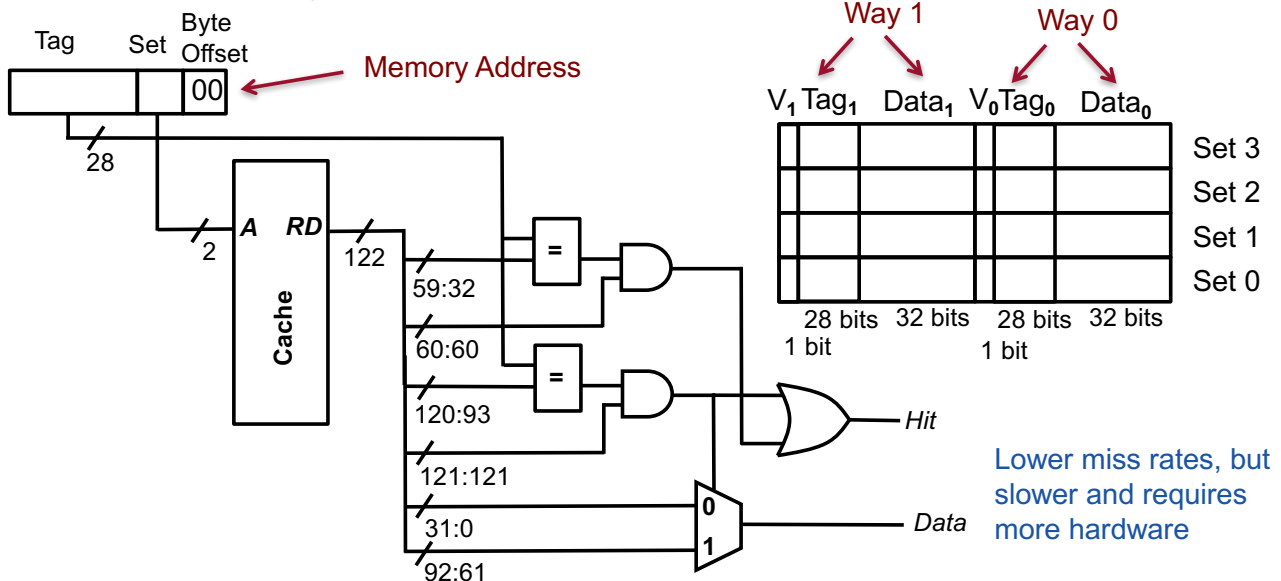 Tag Set Byte
Offset
00
Memory Address
28
2
A RD
Cache
122
=
59:32
60:60
=
120:93
121:121
31:0
92:61
0
1
Hit
Data
Way 1 Way 0
V1 Tag1 Data1 V0 Tag0 Data0
Set 3
Set 2
Set 1
Set 0
28 bits 32 bits 28 bits 32 bits
1 bit 1 bit
Lower miss rates, but
slower and requires
more hardware